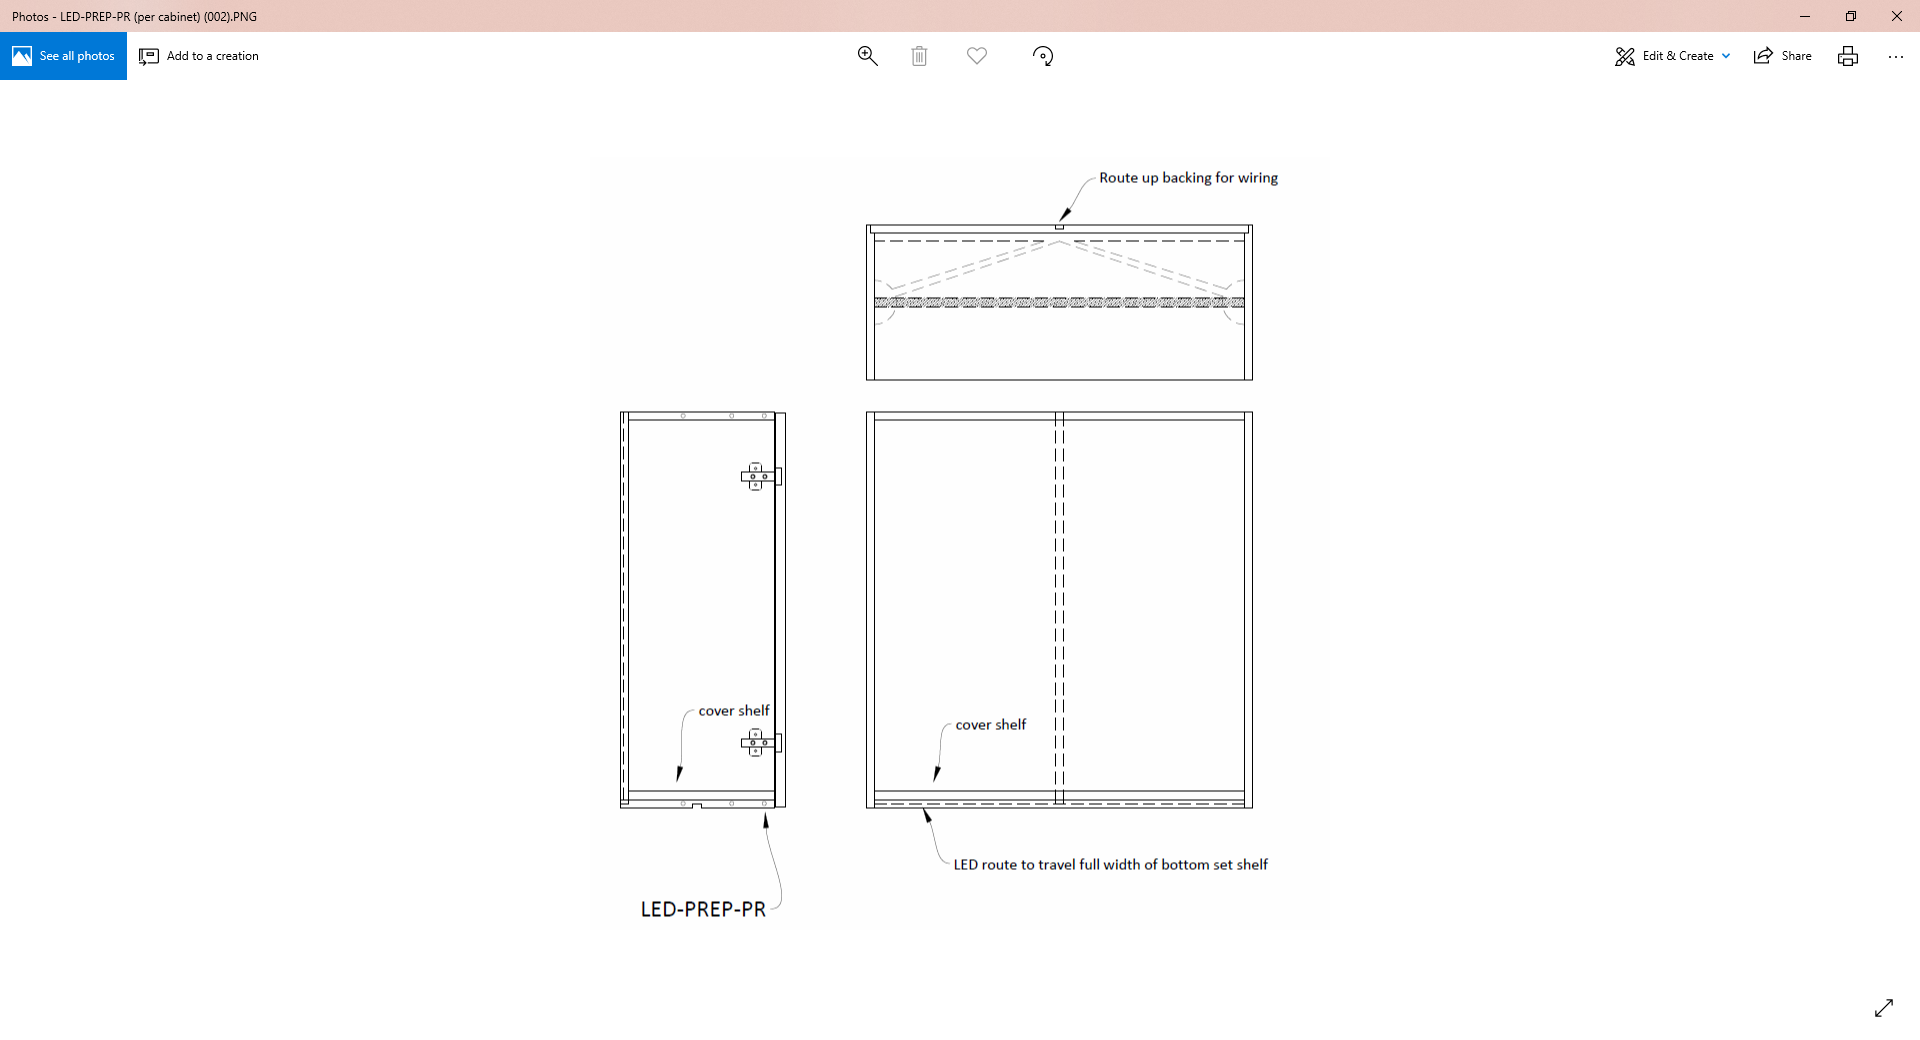 Photos - LED-PREP-PR (per cabinet) (002).PNG
See all photos
Add to a creation
Edit & Create
Share
Route up backing for wiring
cover shelf
cover shelf
LED route to travel full width of bottom set shelf
LED-PREP-PR